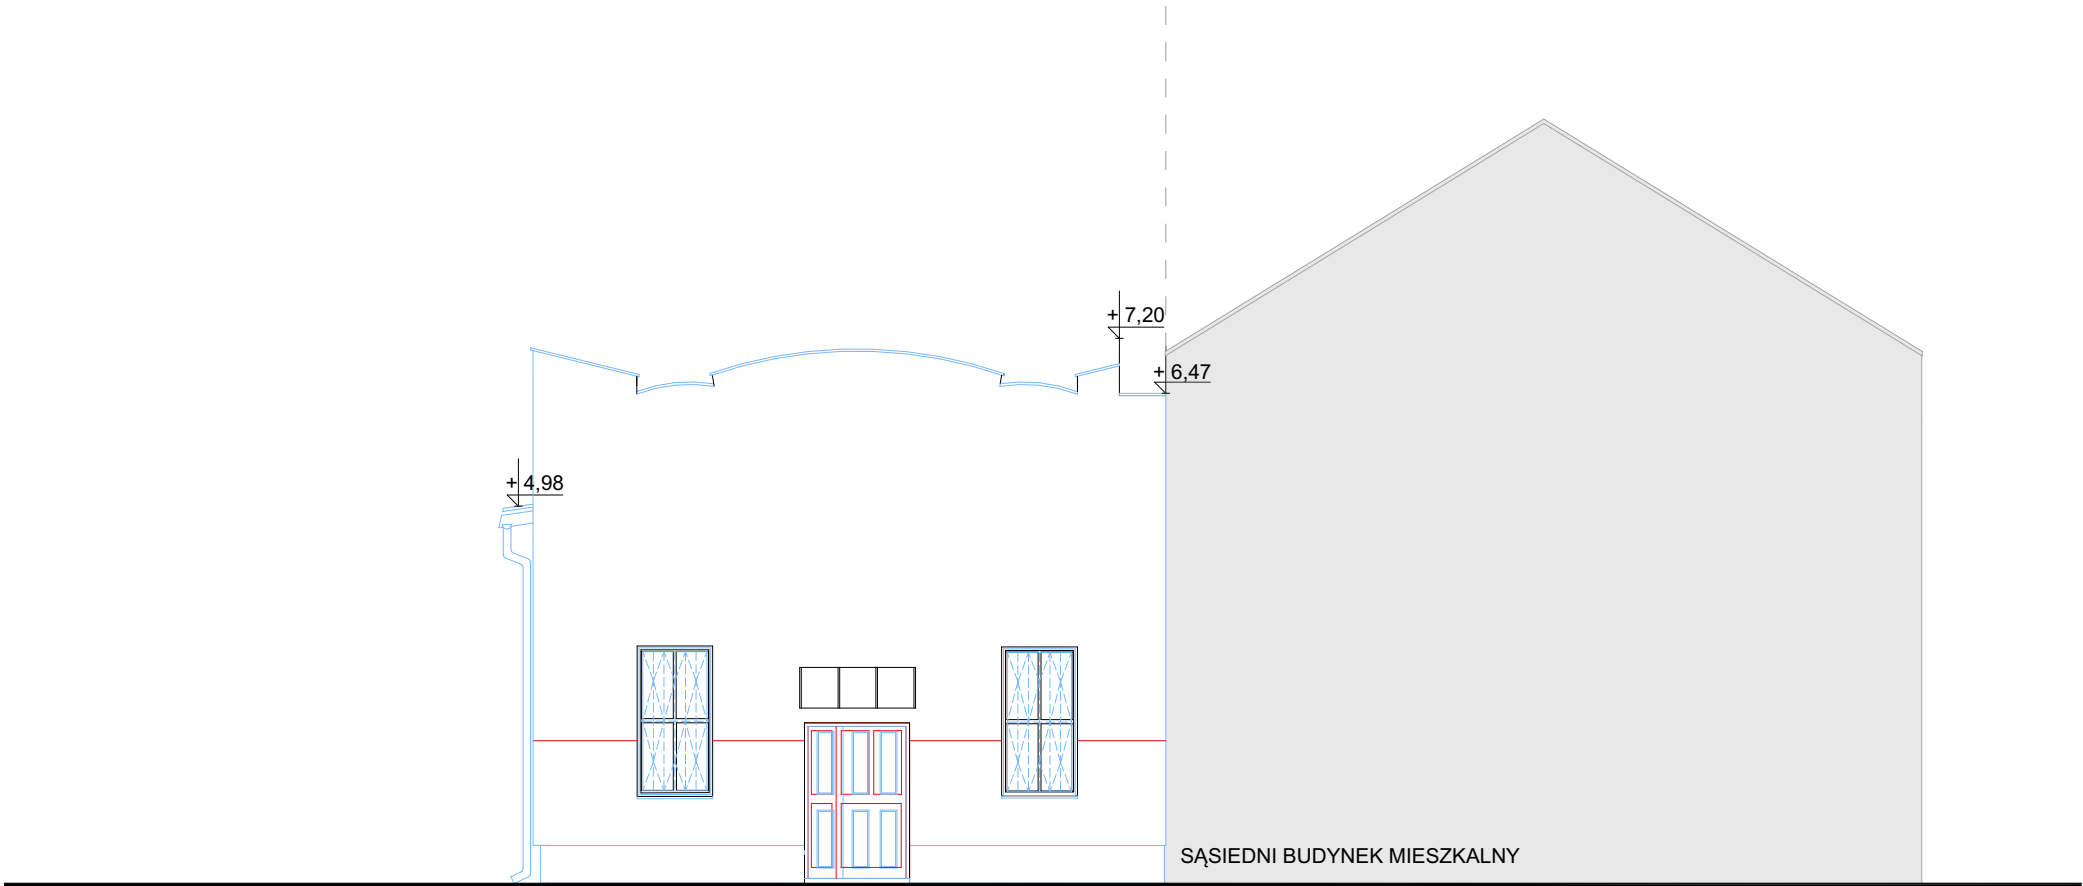 + 7,20
+ 6,47
+ 4,98
SĄSIEDNI BUDYNEK MIESZKALNY